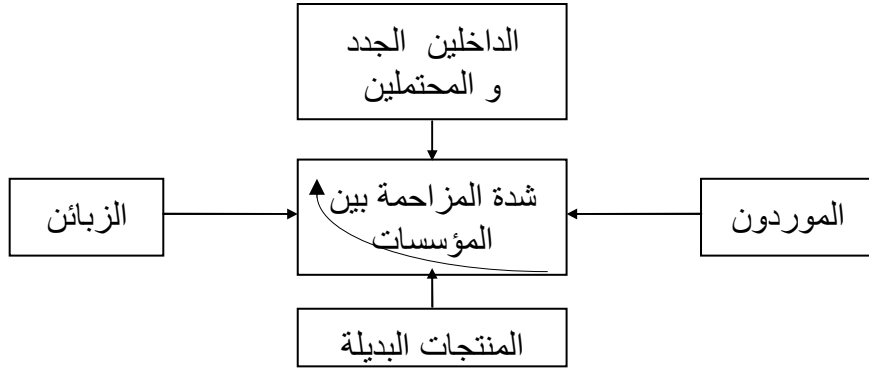 الداخلين الجدد
و المحتملين
شدة المزاحمة بين
المؤسسات
الموردون
الزبائن
المنتجات البديلة